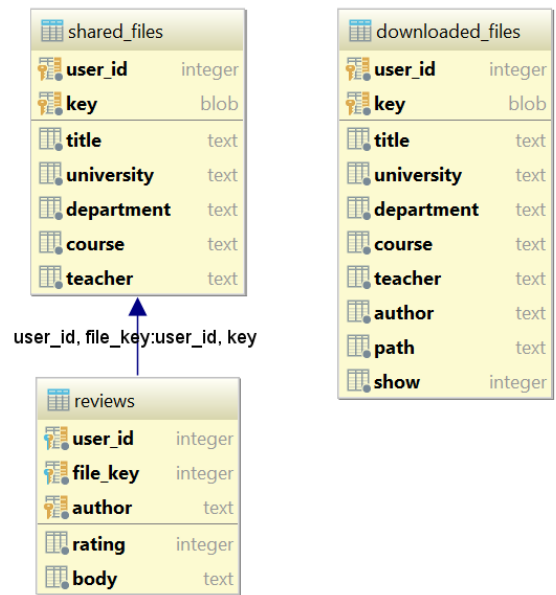 shared_files
user_id integer
key blob
title text
university text
department text
course text
teacher text
downloaded_files
user_id integer
key blob
title text
university text
department text
course text
teacher text
author text
path text
show integer
user_id, file_key:user_id, key
reviews
user_id integer
file_key integer
author text
rating integer
body text